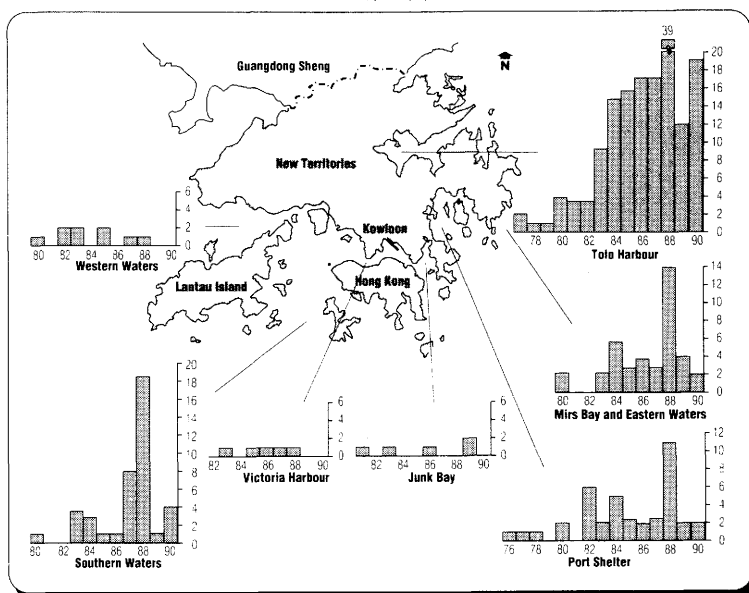 39
Guangdong Sheng
N
New Territories
Kowloon
Lantau Island
Hong Kong
20
18
16
14
12
10
8
6
4
2
0
78 80 82 84 86 88 90
Tolo Harbour
6
4
2
0
80 82 84 86 88 90
Western Waters
14
12
10
8
6
4
2
0
80 82 84 86 88 90
Mirs Bay and Eastern Waters
20
18
16
14
12
10
8
6
4
2
0
80 82 84 86 88 90
Southern Waters
6
4
2
0
82 84 86 88 90
Victoria Harbour
6
4
2
0
82 84 86 88 90
Junk Bay
12
10
8
6
4
2
0
76 78 80 82 84 86 88 90
Port Shelter